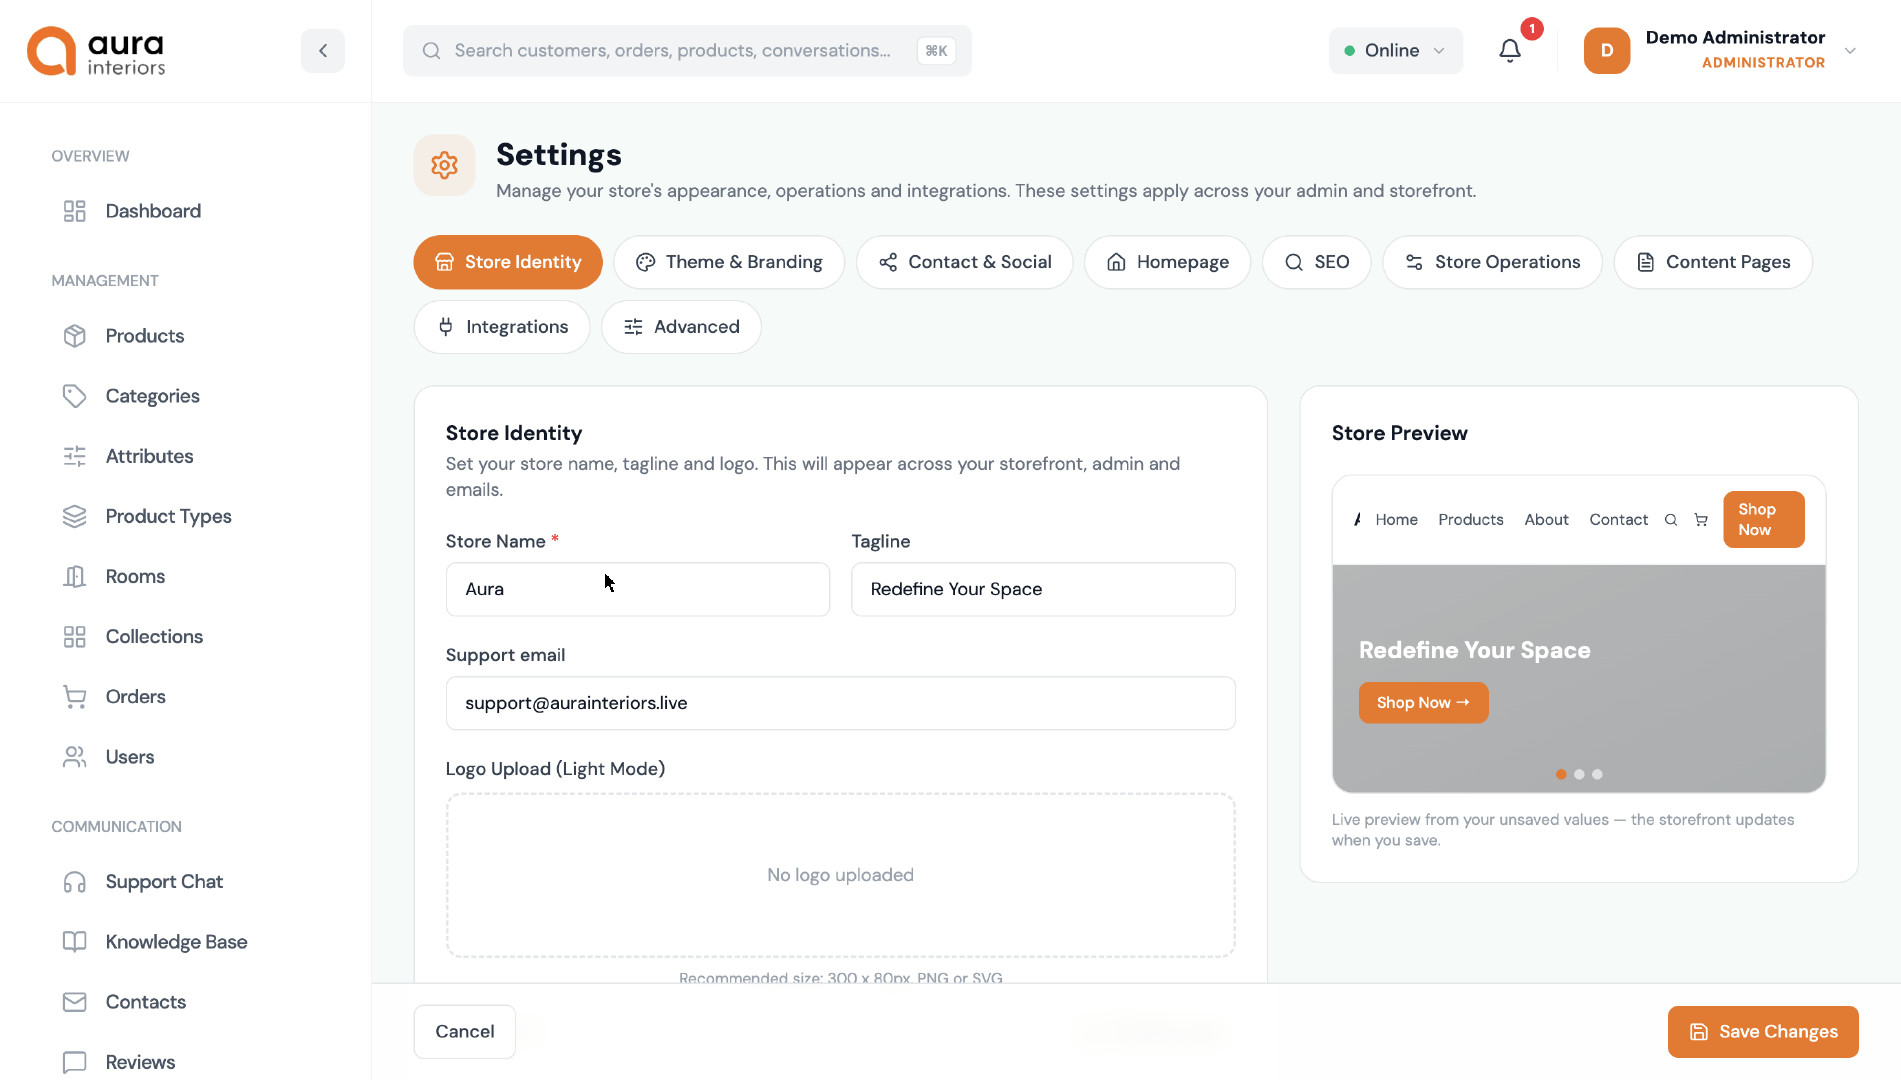 aura
interiors
Search customers, orders, products, conversations...
⌘K
Online
1
D
Demo Administrator
ADMINISTRATOR
OVERVIEW
Dashboard
MANAGEMENT
Products
Categories
Attributes
Product Types
Rooms
Collections
Orders
Users
COMMUNICATION
Support Chat
Knowledge Base
Contacts
Reviews
Settings
Manage your store's appearance, operations and integrations. These settings apply across your admin and storefront.
Store Identity
Theme & Branding
Contact & Social
Homepage
SEO
Store Operations
Content Pages
Integrations
Advanced
Store Identity
Set your store name, tagline and logo. This will appear across your storefront, admin and
emails.
Store Name *
Tagline
Aura
Redefine Your Space
Support email
support@aurainteriors.live
Logo Upload (Light Mode)
No logo uploaded
Recommended size: 300 x 80px, PNG or SVG
Store Preview
Home
Products
About
Contact
Shop
Now
Redefine Your Space
Shop Now →
Live preview from your unsaved values — the storefront updates
when you save.
Cancel
Save Changes